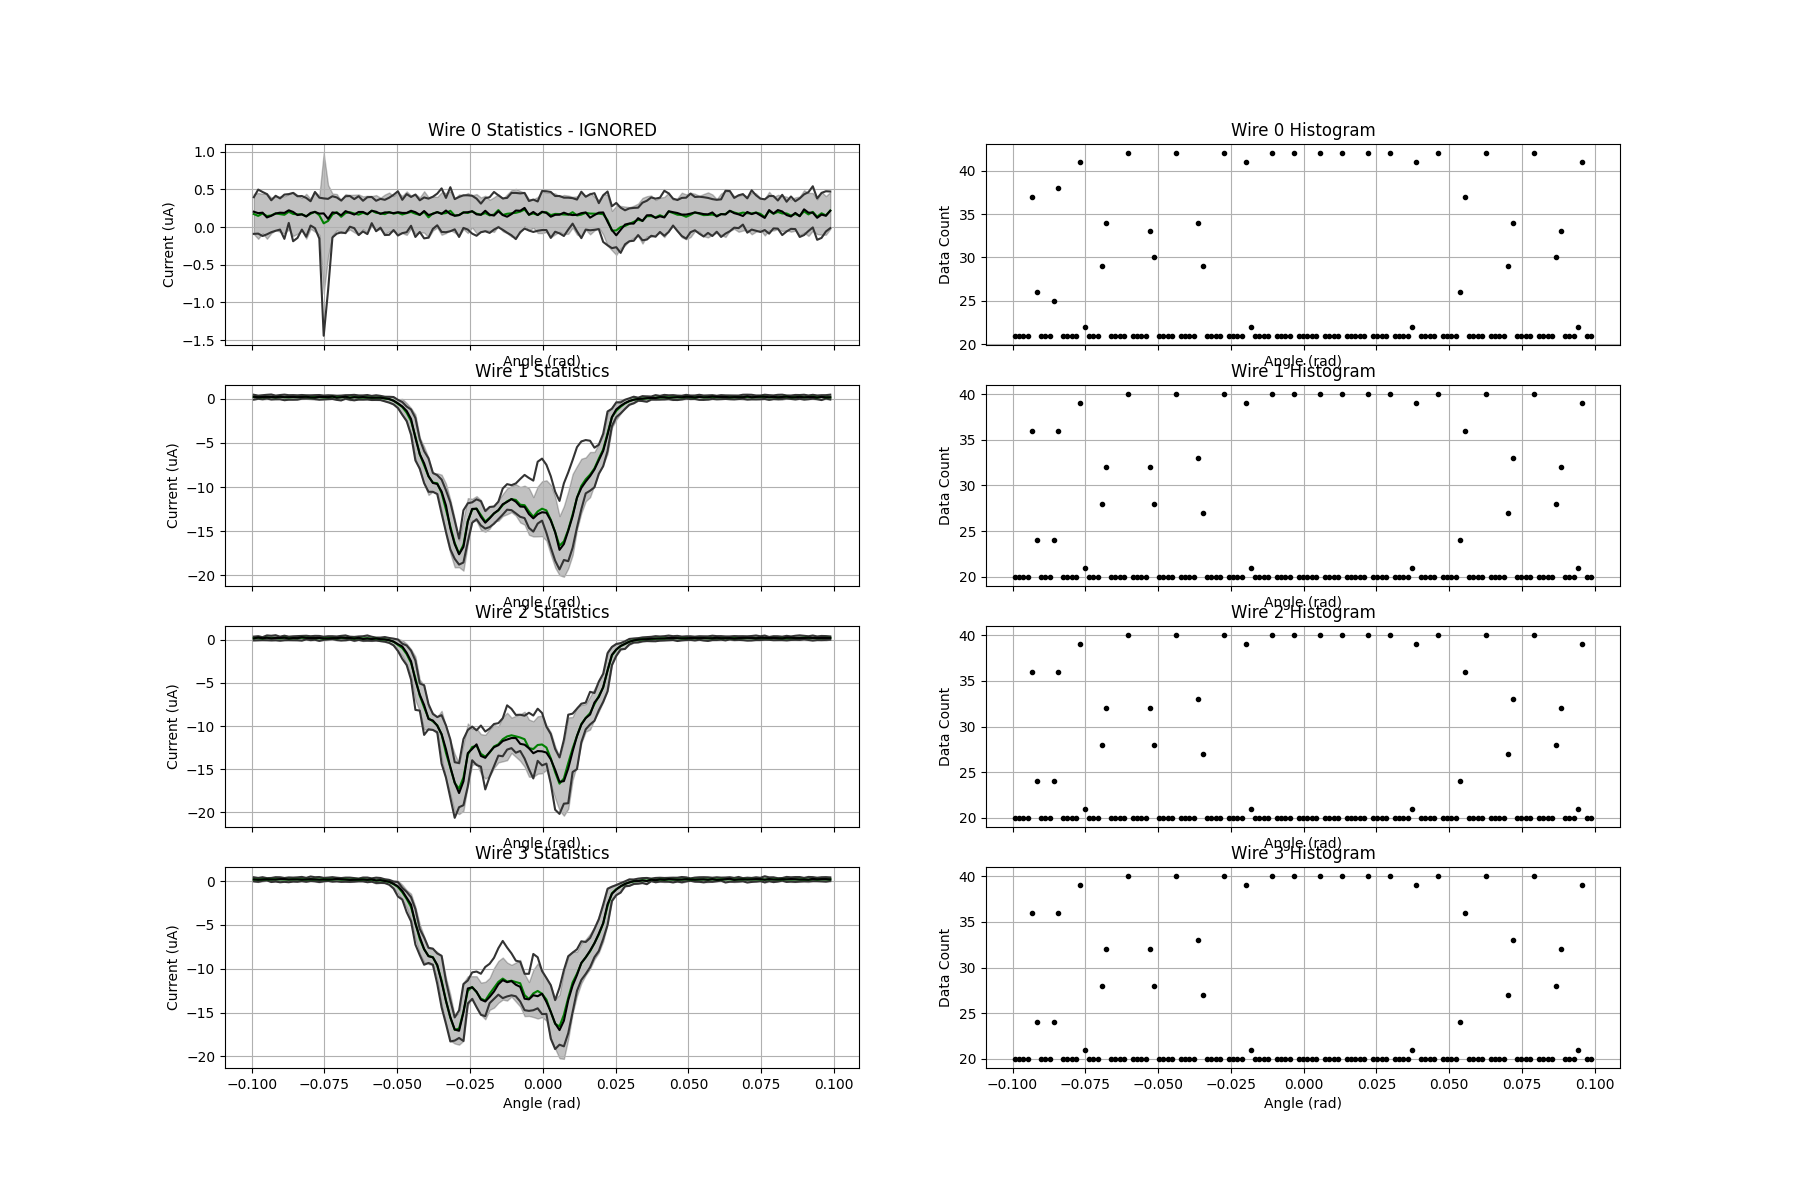 Wire 0 Statistics - IGNORED
1.0
0.5
0.0
−0.5
−1.0
−1.5
Current (uA)
Angle (rad)
Wire 0 Histogram
40
35
30
25
20
Data Count
Angle (rad)
Wire 1 Statistics
0
−5
−10
−15
−20
Current (uA)
Angle (rad)
Wire 1 Histogram
40
35
30
25
20
Data Count
Angle (rad)
Wire 2 Statistics
0
−5
−10
−15
−20
Current (uA)
Angle (rad)
Wire 2 Histogram
40
35
30
25
20
Data Count
Angle (rad)
Wire 3 Statistics
0
−5
−10
−15
−20
Current (uA)
−0.100 −0.075 −0.050 −0.025 0.000 0.025 0.050 0.075 0.100
Angle (rad)
Wire 3 Histogram
40
35
30
25
20
Data Count
−0.100 −0.075 −0.050 −0.025 0.000 0.025 0.050 0.075 0.100
Angle (rad)